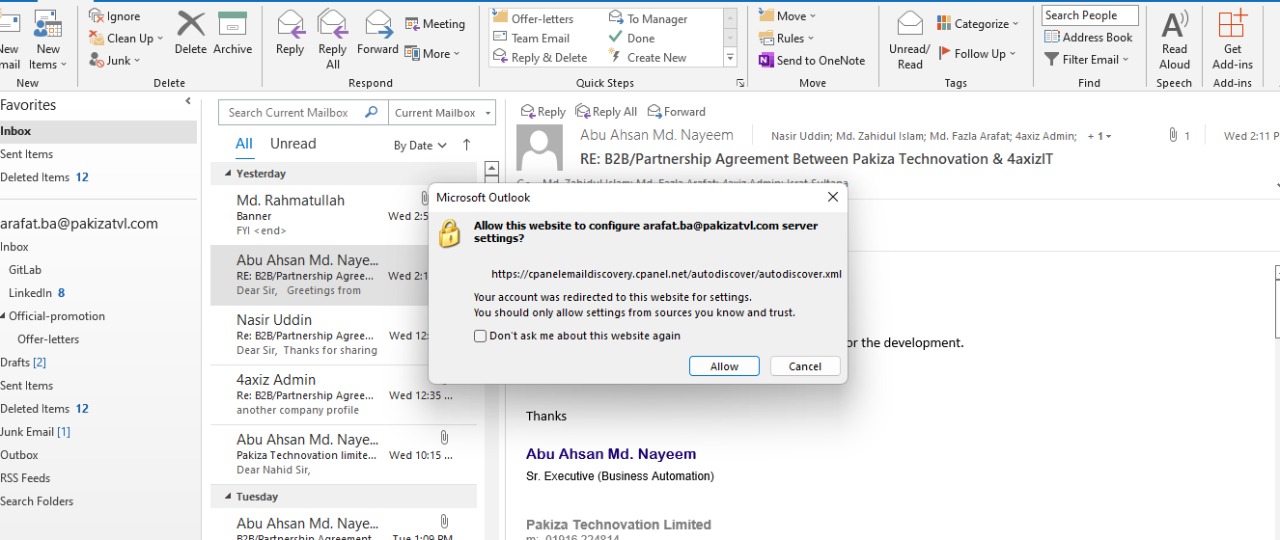 Ignore
Clean Up
Junk
Delete
Archive
Reply
Reply
All
Forward
Meeting
More
Offer-letters
Team Email
Reply & Delete
To Manager
Done
Create New
Move
Rules
Send to OneNote
Unread/
Read
Categorize
Follow Up
Search People
Address Book
Filter Email
Read
Aloud
Get
Add-ins
New
Items
New
Delete
Respond
Quick Steps
Move
Tags
Find
Speech
Add-ins
Favorites
Inbox
Sent Items
Deleted Items 12
arafat.ba@pakizatvl.com
Inbox
GitLab
LinkedIn 8
Official-promotion
Offer-letters
Drafts [2]
Sent Items
Deleted Items 12
Junk Email [1]
Outbox
RSS Feeds
Search Folders
Search Current Mailbox
Current Mailbox
All Unread
By Date
Yesterday
Md. Rahmatullah
Banner Wed 2:5
FYI <end>
Abu Ahsan Md. Naye...
RE: B2B/Partnership Agree... Wed 2:1
Dear Sir, Greetings from
Nasir Uddin
Re: B2B/Partnership Agree... Wed 12:
Dear Sir, Thanks for sharing
4axiz Admin
Re: B2B/Partnership Agree... Wed 12:35 ...
another company profile
Abu Ahsan Md. Naye...
Pakiza Technovation limite... Wed 10:15 ...
Dear Nahid Sir,
Tuesday
Abu Ahsan Md. Naye...
B2B/Partnership Agreement Tue 1:09 PM
Reply Reply All Forward
Abu Ahsan Md. Nayeem
Nasir Uddin; Md. Zahidul Islam; Md. Fazla Arafat; 4axiz Admin; + 1
1
Wed 2:11 P
RE: B2B/Partnership Agreement Between Pakiza Technovation & 4axizIT
Md. Zahidul Islam; Md. Fazla Arafat; 4axiz Admin; Israt Sultana
Microsoft Outlook
Allow this website to configure arafat.ba@pakizatvl.com server
settings?
https://cpanelemaildiscovery.cpanel.net/autodiscover/autodiscover.xml
Your account was redirected to this website for settings.
You should only allow settings from sources you know and trust.
Don't ask me about this website again
Allow
Cancel
or the development.
Thanks
Abu Ahsan Md. Nayeem
Sr. Executive (Business Automation)
Pakiza Technovation Limited
m: 01916 224814